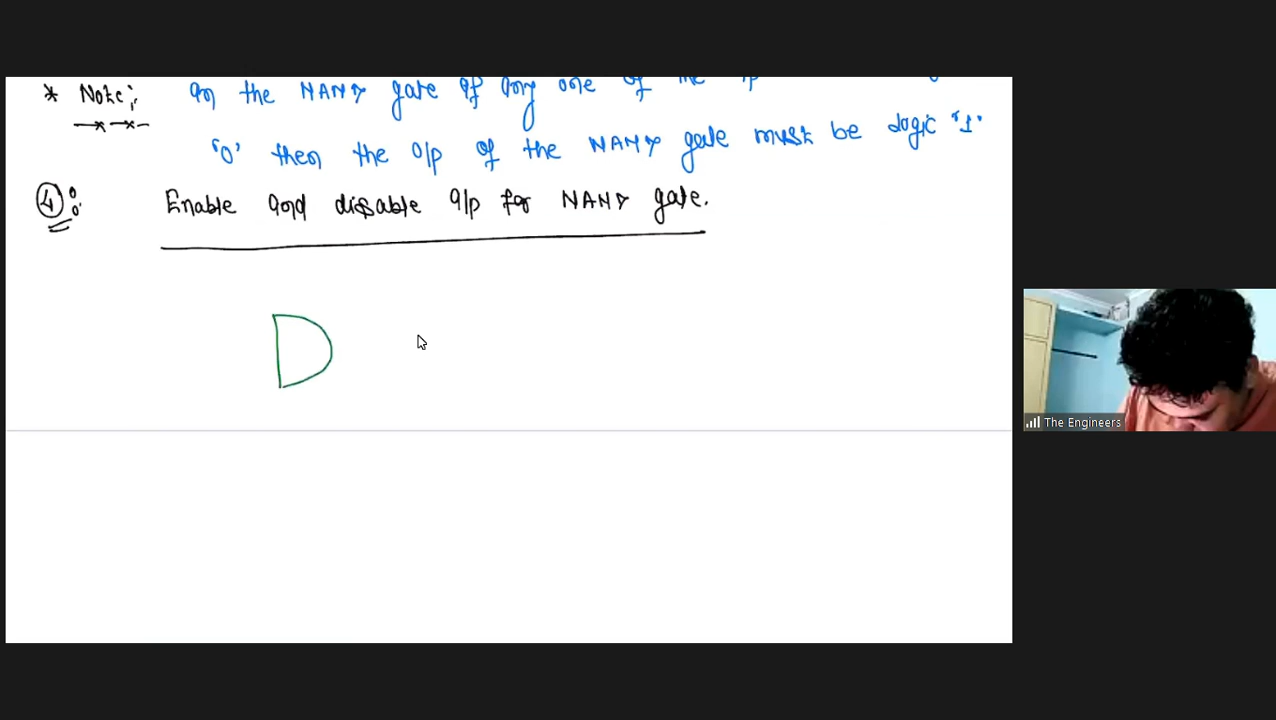 * Note:, In the NAND gate If Any one of the
'0' then the O/p of the NAND gate must be logic '1'
④: Enable And disable I/p for NAND gate.
The Engineers